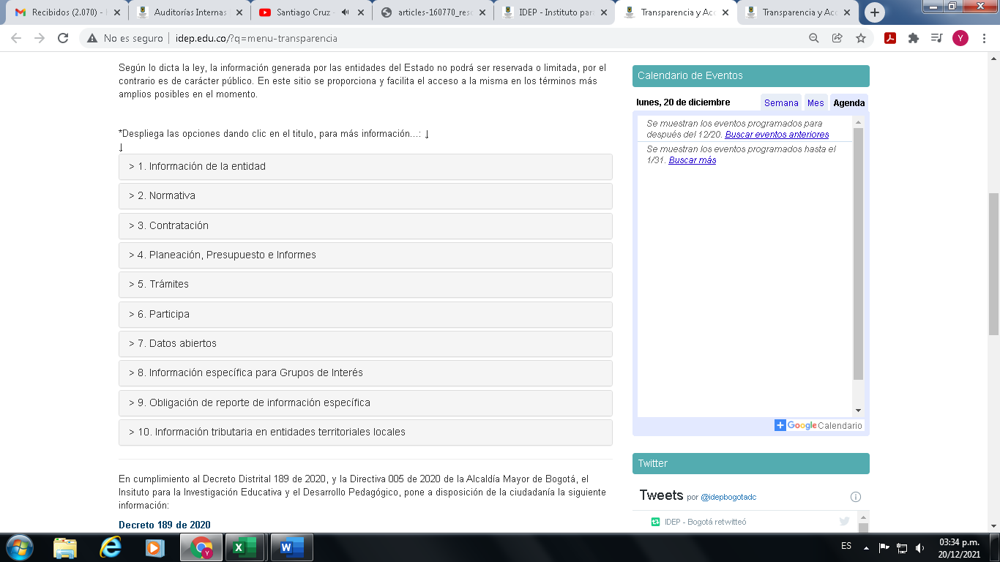 Recibidos (2.070) -
Auditorías Internas
Santiago Cruz -
articles-160770_res
IDEP - Instituto para
Transparencia y Acc
Transparencia y Acc
No es seguro
idep.edu.co/?q=menu-transparencia
Y
Según lo dicta la ley, la información generada por las entidades del Estado no podrá ser reservada o limitada, por el
contrario es de carácter público. En este sitio se proporciona y facilita el acceso a la misma en los términos más
amplios posibles en el momento.
*Despliega las opciones dando clic en el titulo, para más información...: ↓
↓
> 1. Información de la entidad
> 2. Normativa
> 3. Contratación
> 4. Planeación, Presupuesto e Informes
> 5. Trámites
> 6. Participa
> 7. Datos abiertos
> 8. Información específica para Grupos de Interés
> 9. Obligación de reporte de información específica
> 10. Información tributaria en entidades territoriales locales
En cumplimiento al Decreto Distrital 189 de 2020, y la Directiva 005 de 2020 de la Alcaldía Mayor de Bogotá, el
Insituto para la Investigación Educativa y el Desarrollo Pedagógico, pone a disposición de la ciudadanía la siguiente
información:
Decreto 189 de 2020
Calendario de Eventos
lunes, 20 de diciembre
Semana
Mes
Agenda
Se muestran los eventos programados para
después del 12/20. Buscar eventos anteriores
Se muestran los eventos programados hasta el
1/31. Buscar más
Google Calendario
Twitter
Tweets por @idepbogotadc
IDEP - Bogotá retwitteó
ES
03:34 p.m.
20/12/2021